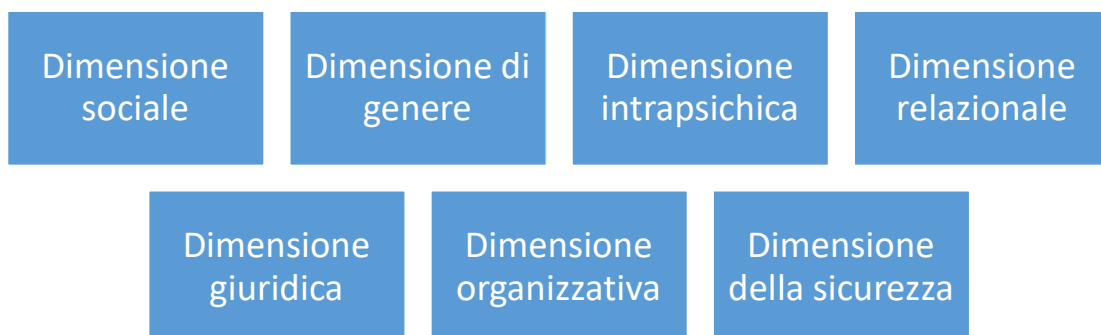 Dimensione
sociale
Dimensione di
genere
Dimensione
intrapsichica
Dimensione
relazionale
Dimensione
giuridica
Dimensione
organizzativa
Dimensione
della sicurezza